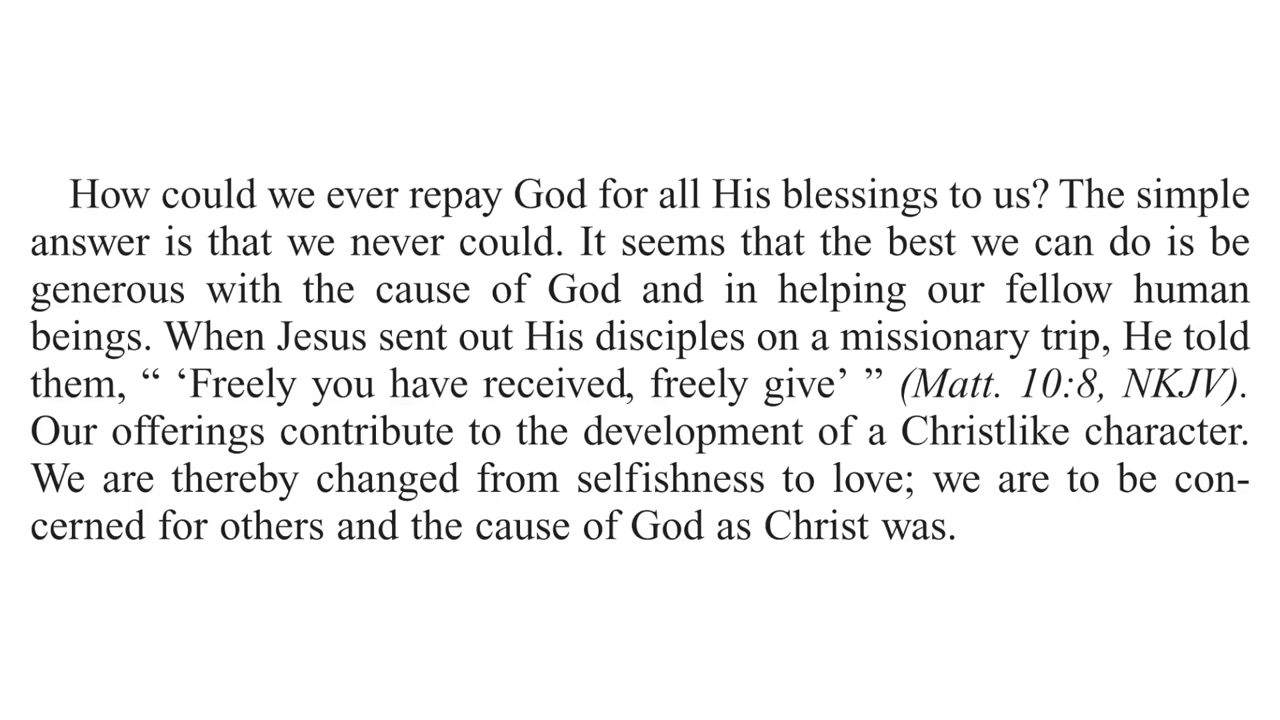 How could we ever repay God for all His blessings to us? The simple
answer is that we never could. It seems that the best we can do is be
generous with the cause of God and in helping our fellow human
beings. When Jesus sent out His disciples on a missionary trip, He told
them, “ ‘Freely you have received, freely give’ ” (Matt. 10:8, NKJV).
Our offerings contribute to the development of a Christlike character.
We are thereby changed from selfishness to love; we are to be con-
cerned for others and the cause of God as Christ was.